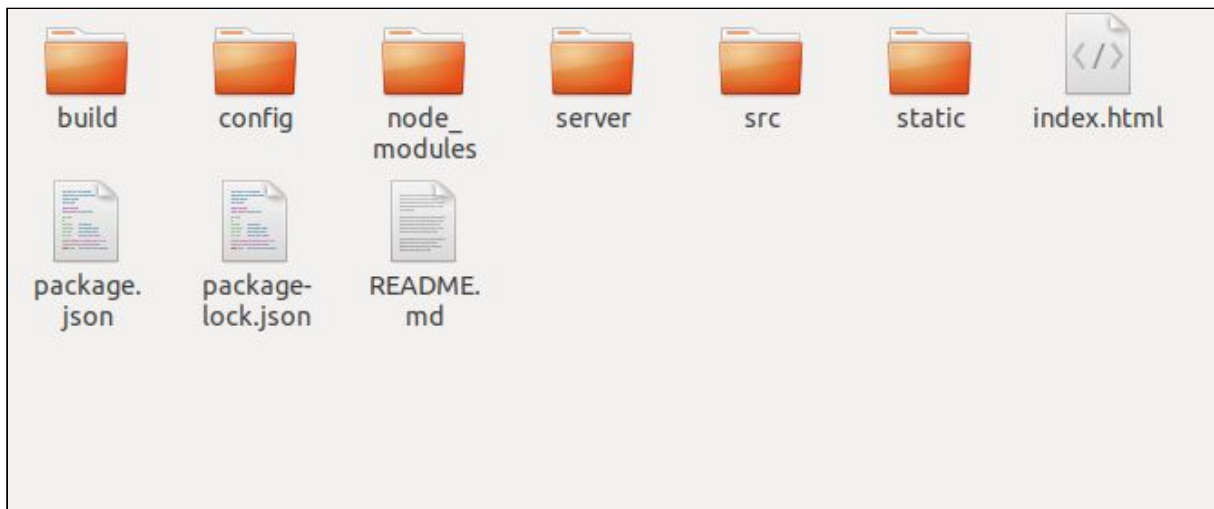 build
config
node_
modules
server
src
static
index.html
package.
json
package-
lock.json
README.
md